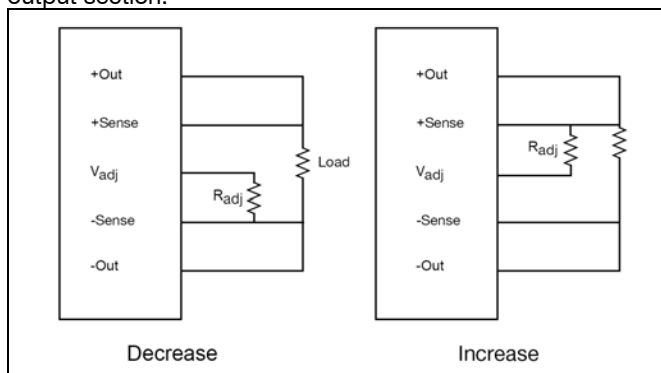 output section.
+Out
+Sense
Vadj
-Sense
-Out
Radj
Load
Decrease
+Out
+Sense
Vadj
-Sense
-Out
Radj
Increase